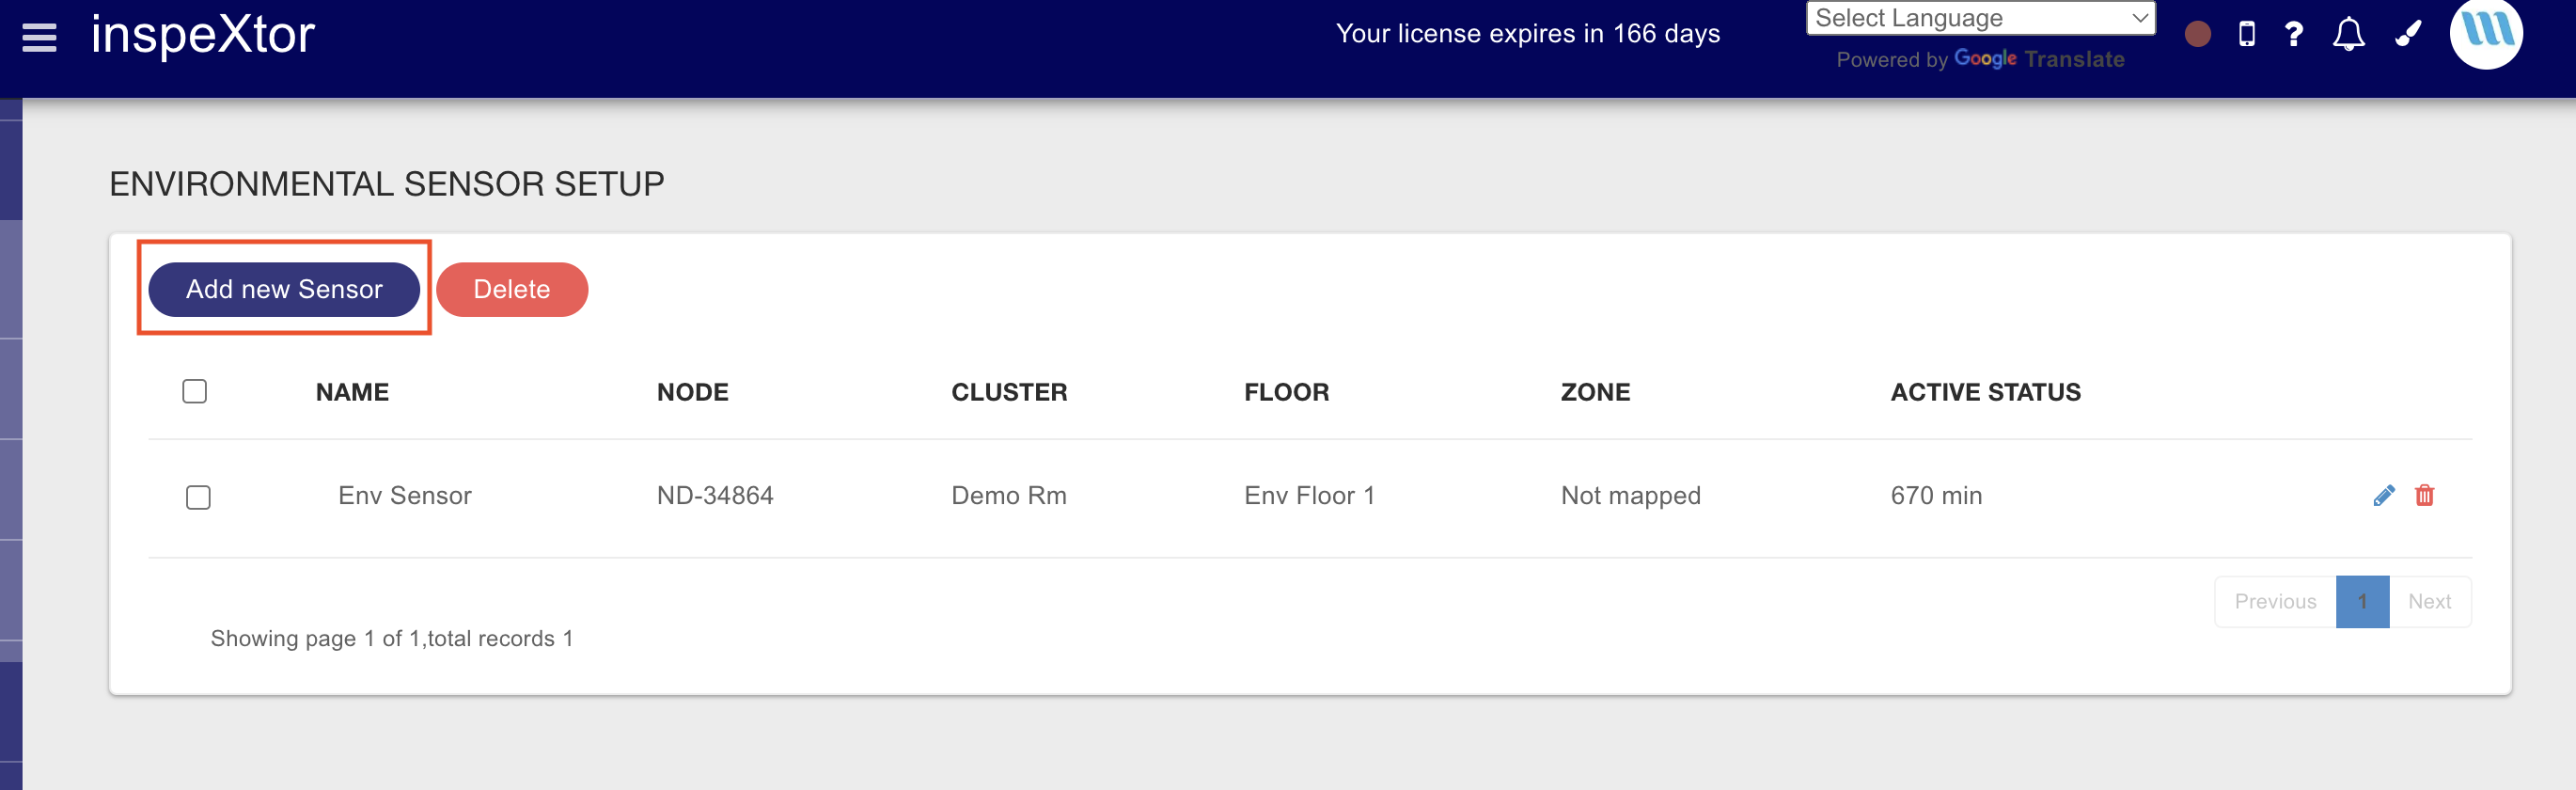 inspeXtor
Your license expires in 166 days
Select Language
Powered by Google Translate
ENVIRONMENTAL SENSOR SETUP
Add new Sensor Delete
NAME NODE CLUSTER FLOOR ZONE ACTIVE STATUS
Env Sensor ND-34864 Demo Rm Env Floor 1 Not mapped 670 min
Previous 1 Next
Showing page 1 of 1,total records 1